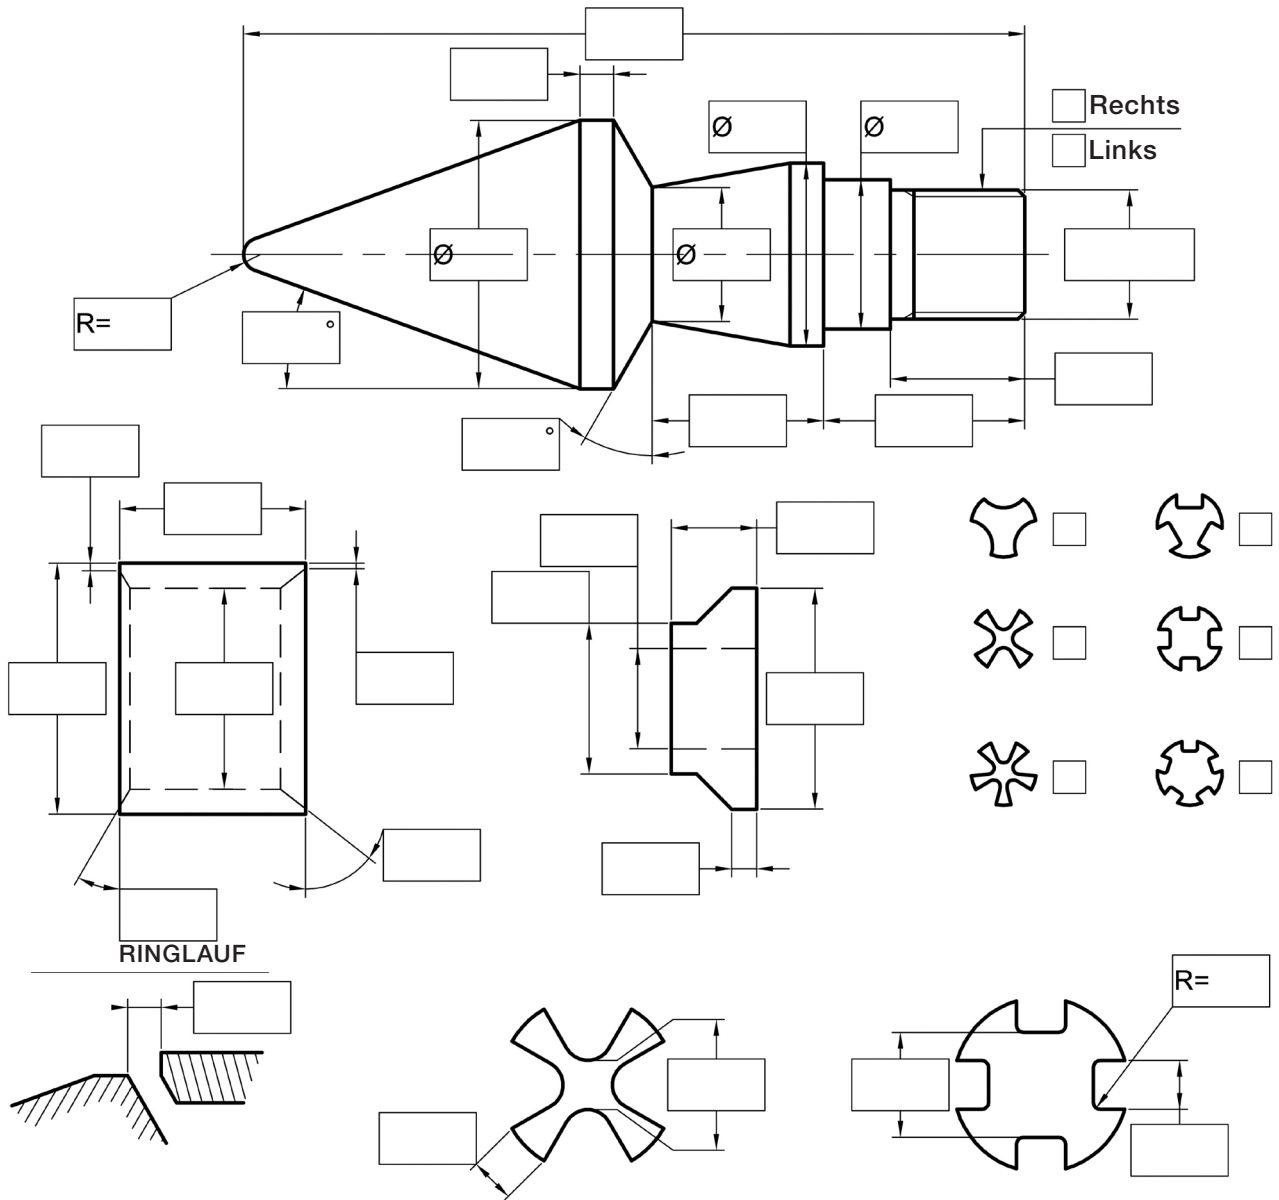 Rechts
Ø
Ø
Links
Ø
Ø
R=
°
°
RINGLAUF
R=